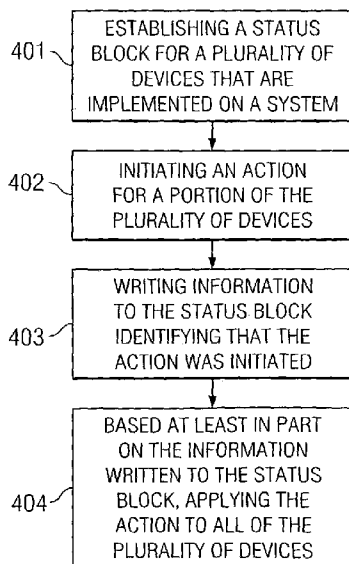 401
ESTABLISHING A STATUS
BLOCK FOR A PLURALITY OF
DEVICES THAT ARE
IMPLEMENTED ON A SYSTEM
402
INITIATING AN ACTION
FOR A PORTION OF THE
PLURALITY OF DEVICES
403
WRITING INFORMATION
TO THE STATUS BLOCK
IDENTIFYING THAT THE
ACTION WAS INITIATED
404
BASED AT LEAST IN PART
ON THE INFORMATION
WRITTEN TO THE STATUS
BLOCK, APPLYING THE
ACTION TO ALL OF THE
PLURALITY OF DEVICES